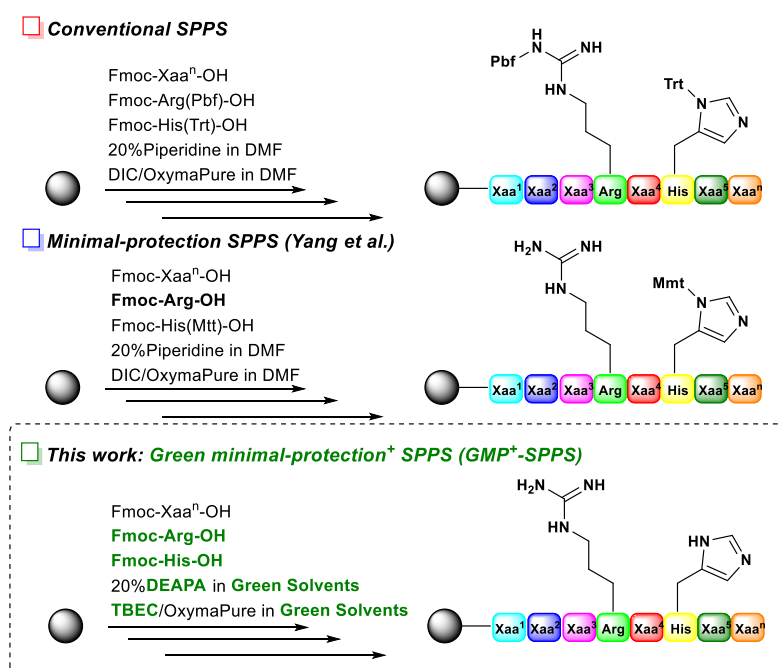 Conventional SPPS
Fmoc-Xaaⁿ-OH
Fmoc-Arg(Pbf)-OH
Fmoc-His(Trt)-OH
20%Piperidine in DMF
DIC/OxymaPure in DMF
H
N
NH
Pbf
HN
Trt
N
N
Xaa¹ Xaa² Xaa³ Arg Xaa⁴ His Xaa⁵ Xaaⁿ
Minimal-protection SPPS (Yang et al.)
Fmoc-Xaaⁿ-OH
Fmoc-Arg-OH
Fmoc-His(Mtt)-OH
20%Piperidine in DMF
DIC/OxymaPure in DMF
H₂N
NH
HN
Mmt
N
N
Xaa¹ Xaa² Xaa³ Arg Xaa⁴ His Xaa⁵ Xaaⁿ
This work: Green minimal-protection⁺ SPPS (GMP⁺-SPPS)
Fmoc-Xaaⁿ-OH
Fmoc-Arg-OH
Fmoc-His-OH
20%DEAPA in Green Solvents
TBEC/OxymaPure in Green Solvents
H₂N
NH
HN
HN
N
Xaa¹ Xaa² Xaa³ Arg Xaa⁴ His Xaa⁵ Xaaⁿ